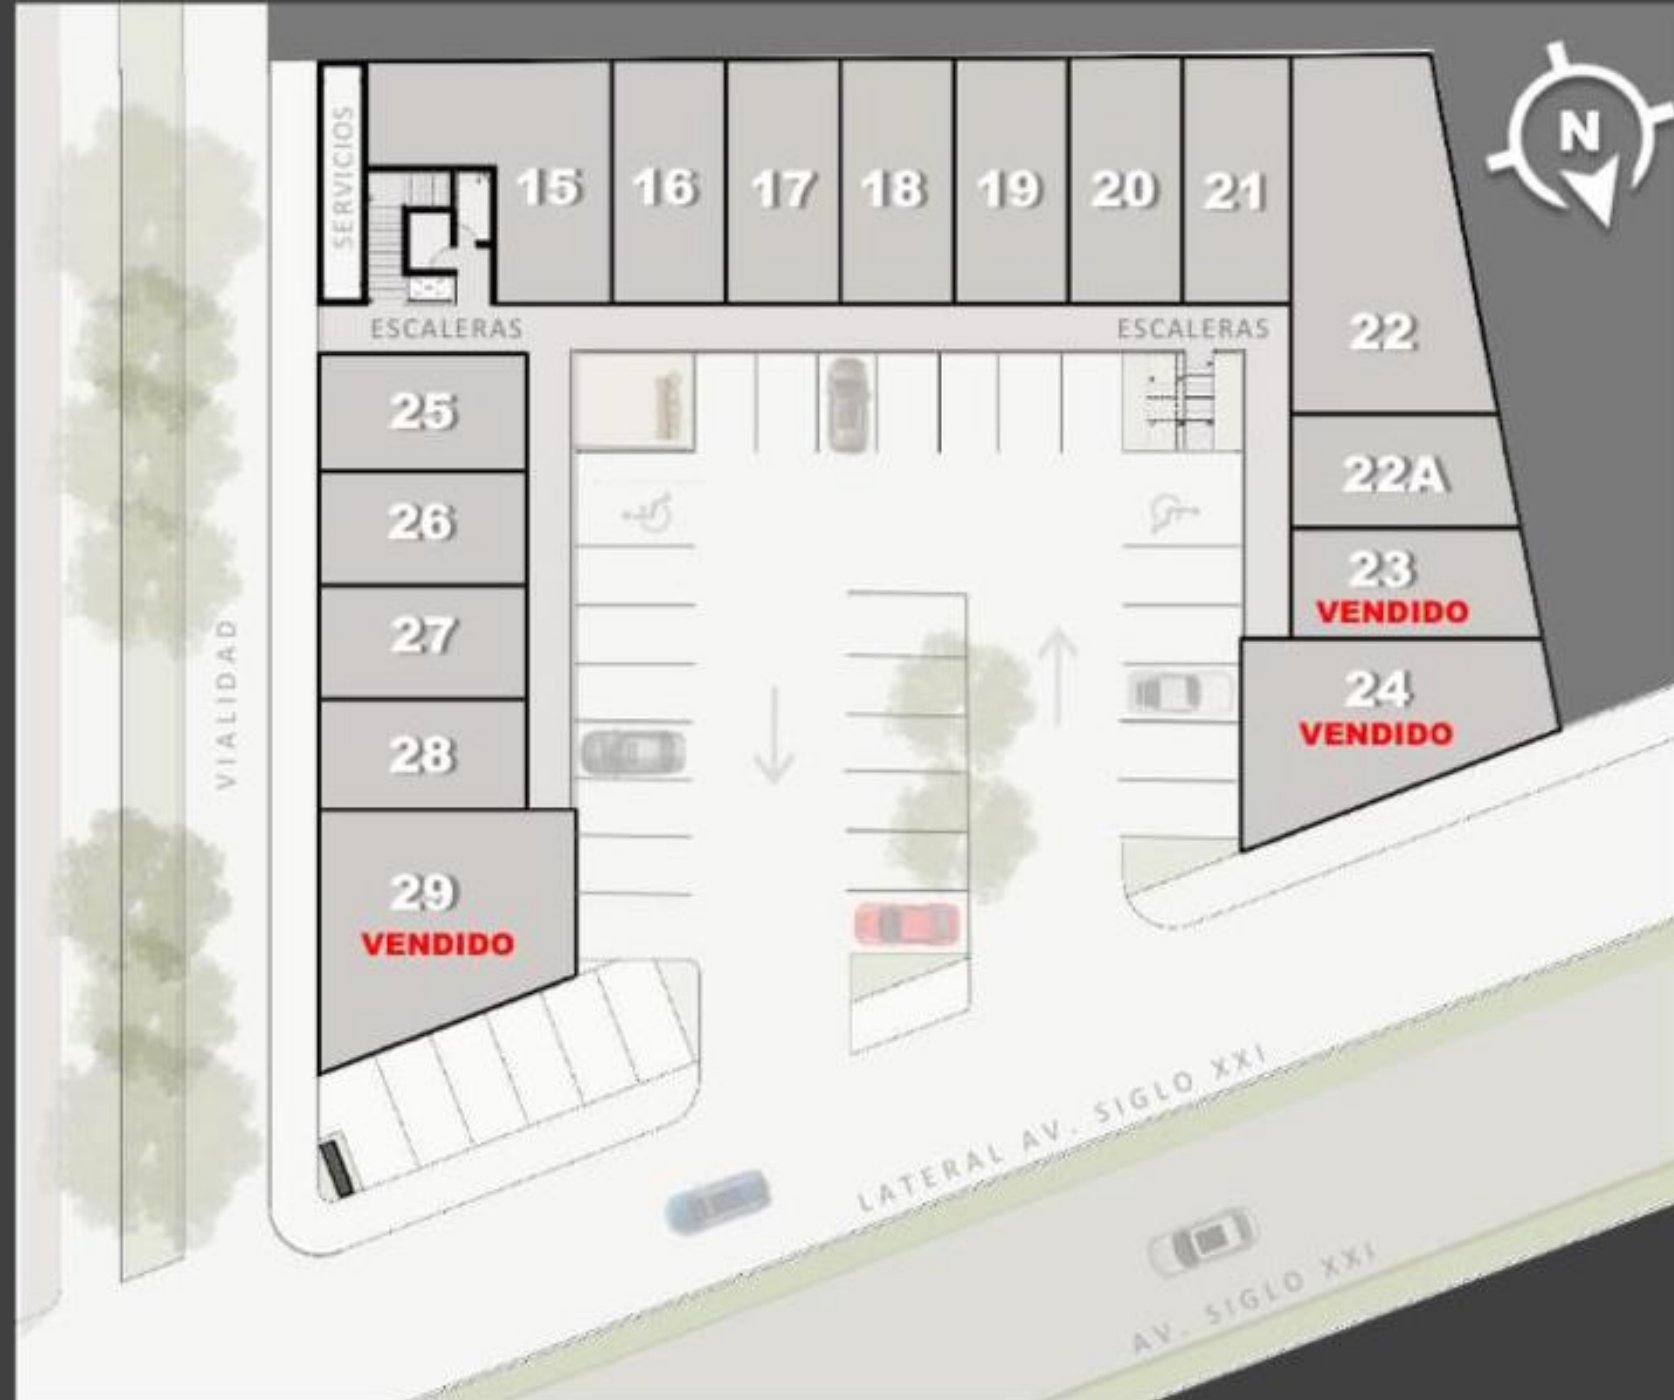 SERVICIOS
N
15
16
17
18
19
20
21
ESCALERAS
ESCALERAS
22
25
22A
26
23
VENDIDO
27
24
VENDIDO
VIALIDAD
28
29
VENDIDO
LATERAL AV. SIGLO XXI
AV. SIGLO XXI